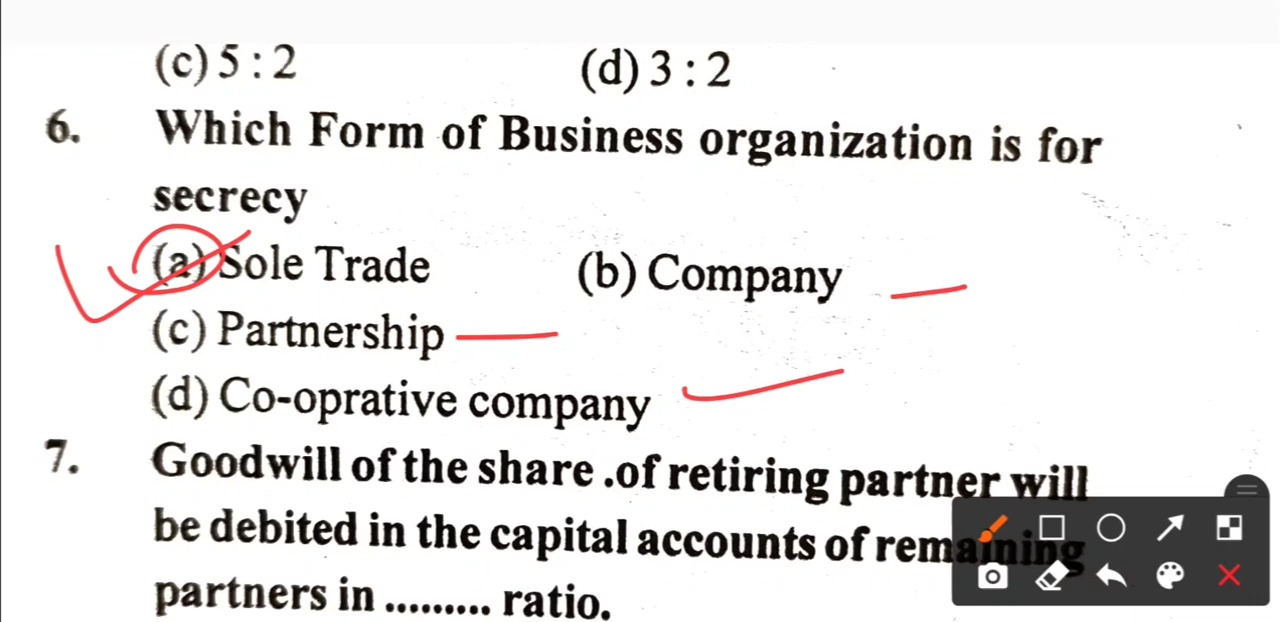 (c) 5 : 2 (d) 3 : 2
6. Which Form of Business organization is for
secrecy
(a) Sole Trade (b) Company
(c) Partnership
(d) Co-oprative company
7. Goodwill of the share .of retiring partner will
be debited in the capital accounts of remaining
partners in ......... ratio.